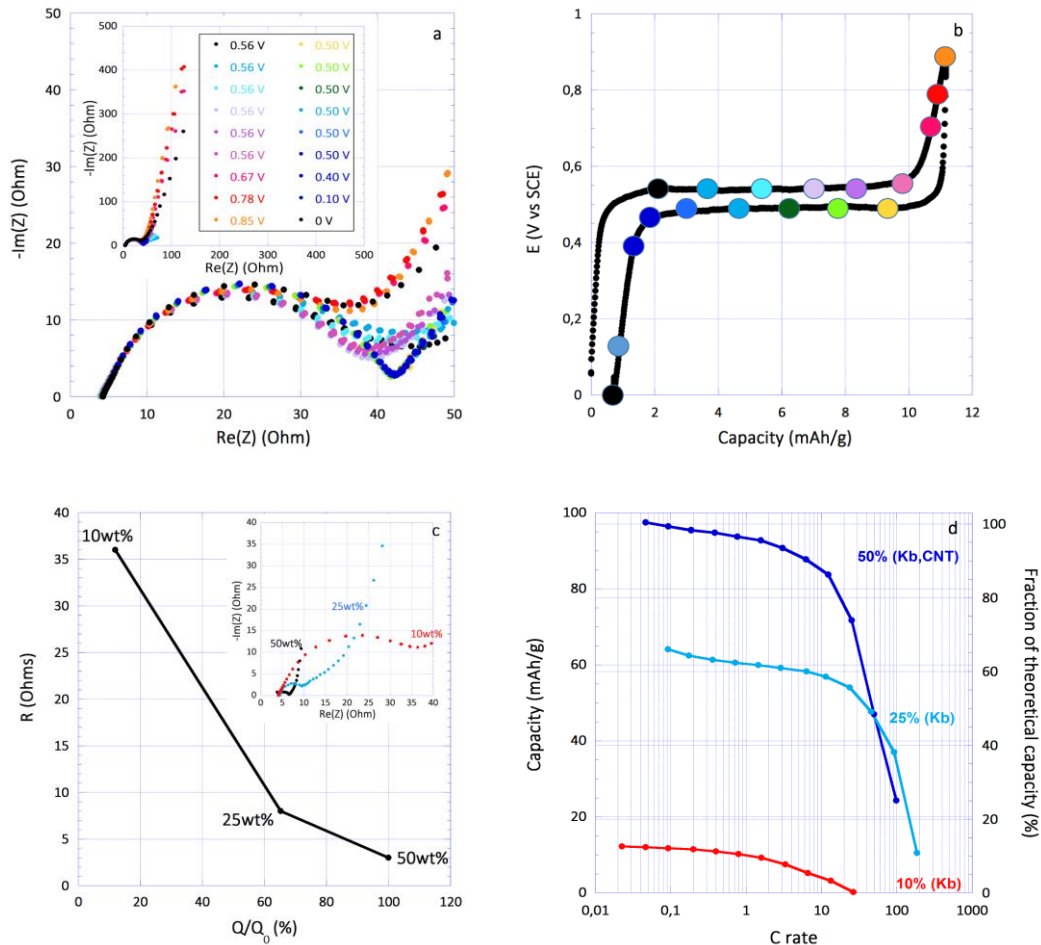 a
-Im(Z) (Ohm)
50
40
30
20
10
0
0 10 20 30 40 50
Re(Z) (Ohm)
-Im(Z) (Ohm)
500
400
300
200
100
0
0 100 200 300 400 500
Re(Z) (Ohm)
0.56 V 0.50 V
0.56 V 0.50 V
0.56 V 0.50 V
0.56 V 0.50 V
0.56 V 0.50 V
0.56 V 0.50 V
0.67 V 0.40 V
0.78 V 0.10 V
0.85 V 0 V
b
E (V vs SCE)
1
0,8
0,6
0,4
0,2
0
0 2 4 6 8 10 12
Capacity (mAh/g)
c
R (Ohms)
40
35
30
25
20
15
10
5
0
0 20 40 60 80 100 120
Q/Q0 (%)
10wt%
25wt%
50wt%
-Im(Z) (Ohm)
40
35
30
25
20
15
10
5
0
0 5 10 15 20 25 30 35 40
Re(Z) (Ohm)
25wt%
50wt%
10wt%
d
Capacity (mAh/g)
100
80
60
40
20
0
0,01 0,1 1 10 100 1000
C rate
Fraction of theoretical capacity (%)
100
80
60
40
20
0
50% (Kb,CNT)
25% (Kb)
10% (Kb)